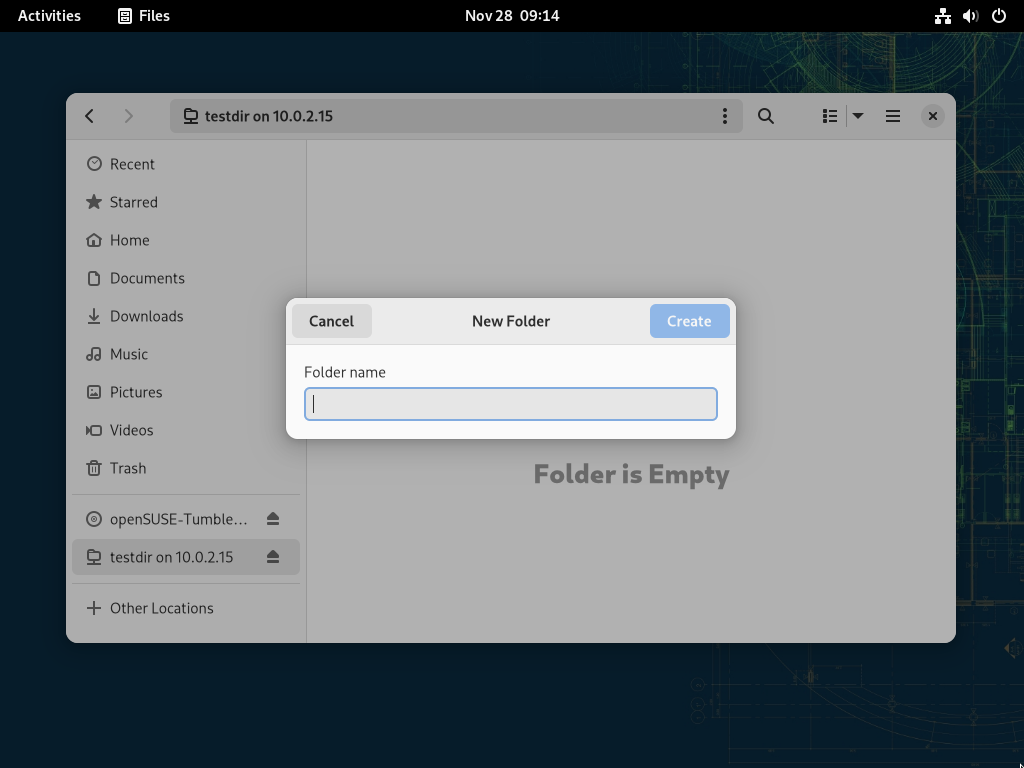 Activities Files Nov 28 09:14
testdir on 10.0.2.15
Recent
Starred
Home
Documents
Downloads
Music
Pictures
Videos
Trash
openSUSE-Tumble…
testdir on 10.0.2.15
Other Locations
Cancel New Folder Create
Folder name
Folder is Empty